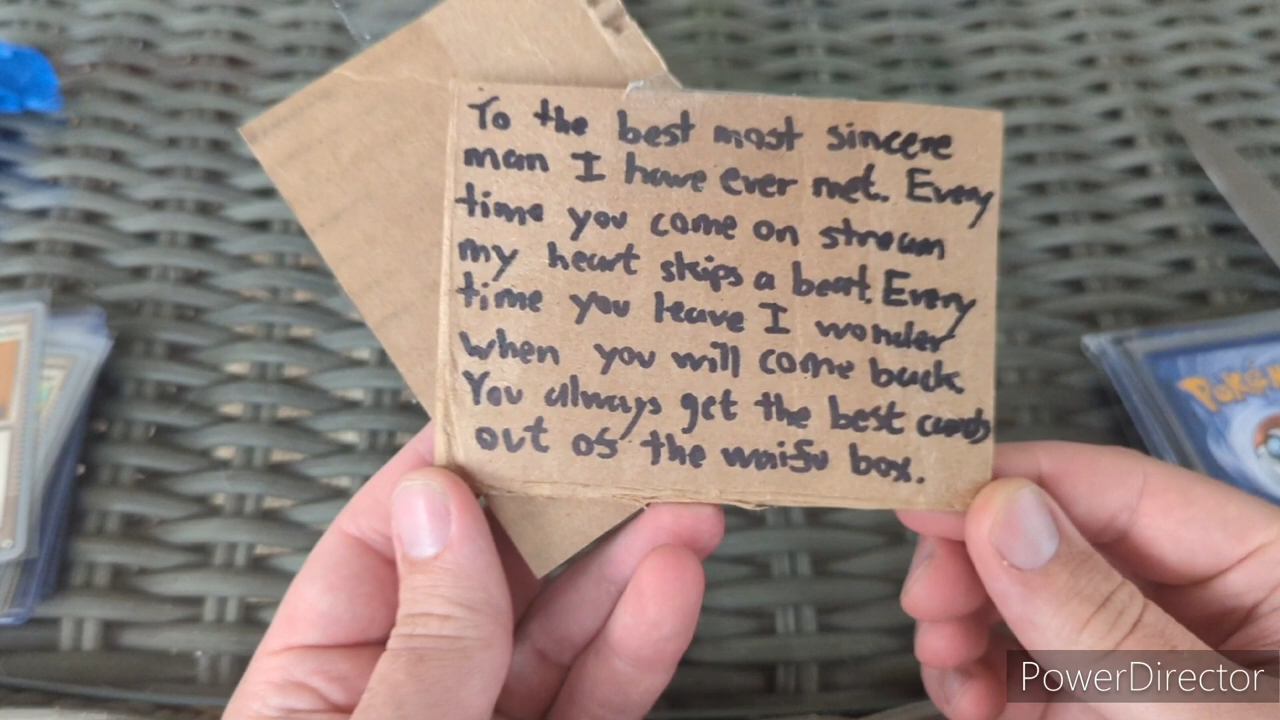 To the best most sincere
man I have ever met. Every
time you come on stream
my heart skips a beat. Every
time you leave I wonder
when you will come back.
You always get the best cards
out of the waifu box.
POKÉM
PowerDirector